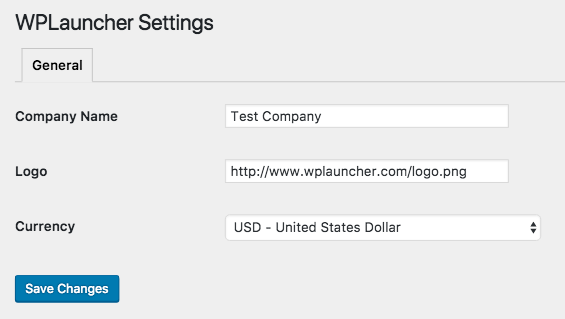 WPLauncher Settings
General
Company Name Test Company
Logo http://www.wplauncher.com/logo.png
Currency USD - United States Dollar
Save Changes